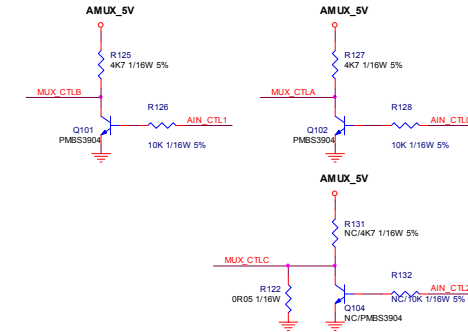 AMUX_5V
R125
4K7 1/16W 5%
MUX_CTLB
R126
AIN_CTL1
Q101
PMBS3904
10K 1/16W 5%
AMUX_5V
R127
4K7 1/16W 5%
MUX_CTLA
R128
AIN_CTL0
Q102
PMBS3904
10K 1/16W 5%
AMUX_5V
R131
NC/4K7 1/16W 5%
MUX_CTLC
R132
AIN_CTL2
R122
0R05 1/16W
NC/10K 1/16W 5%
Q104
NC/PMBS3904